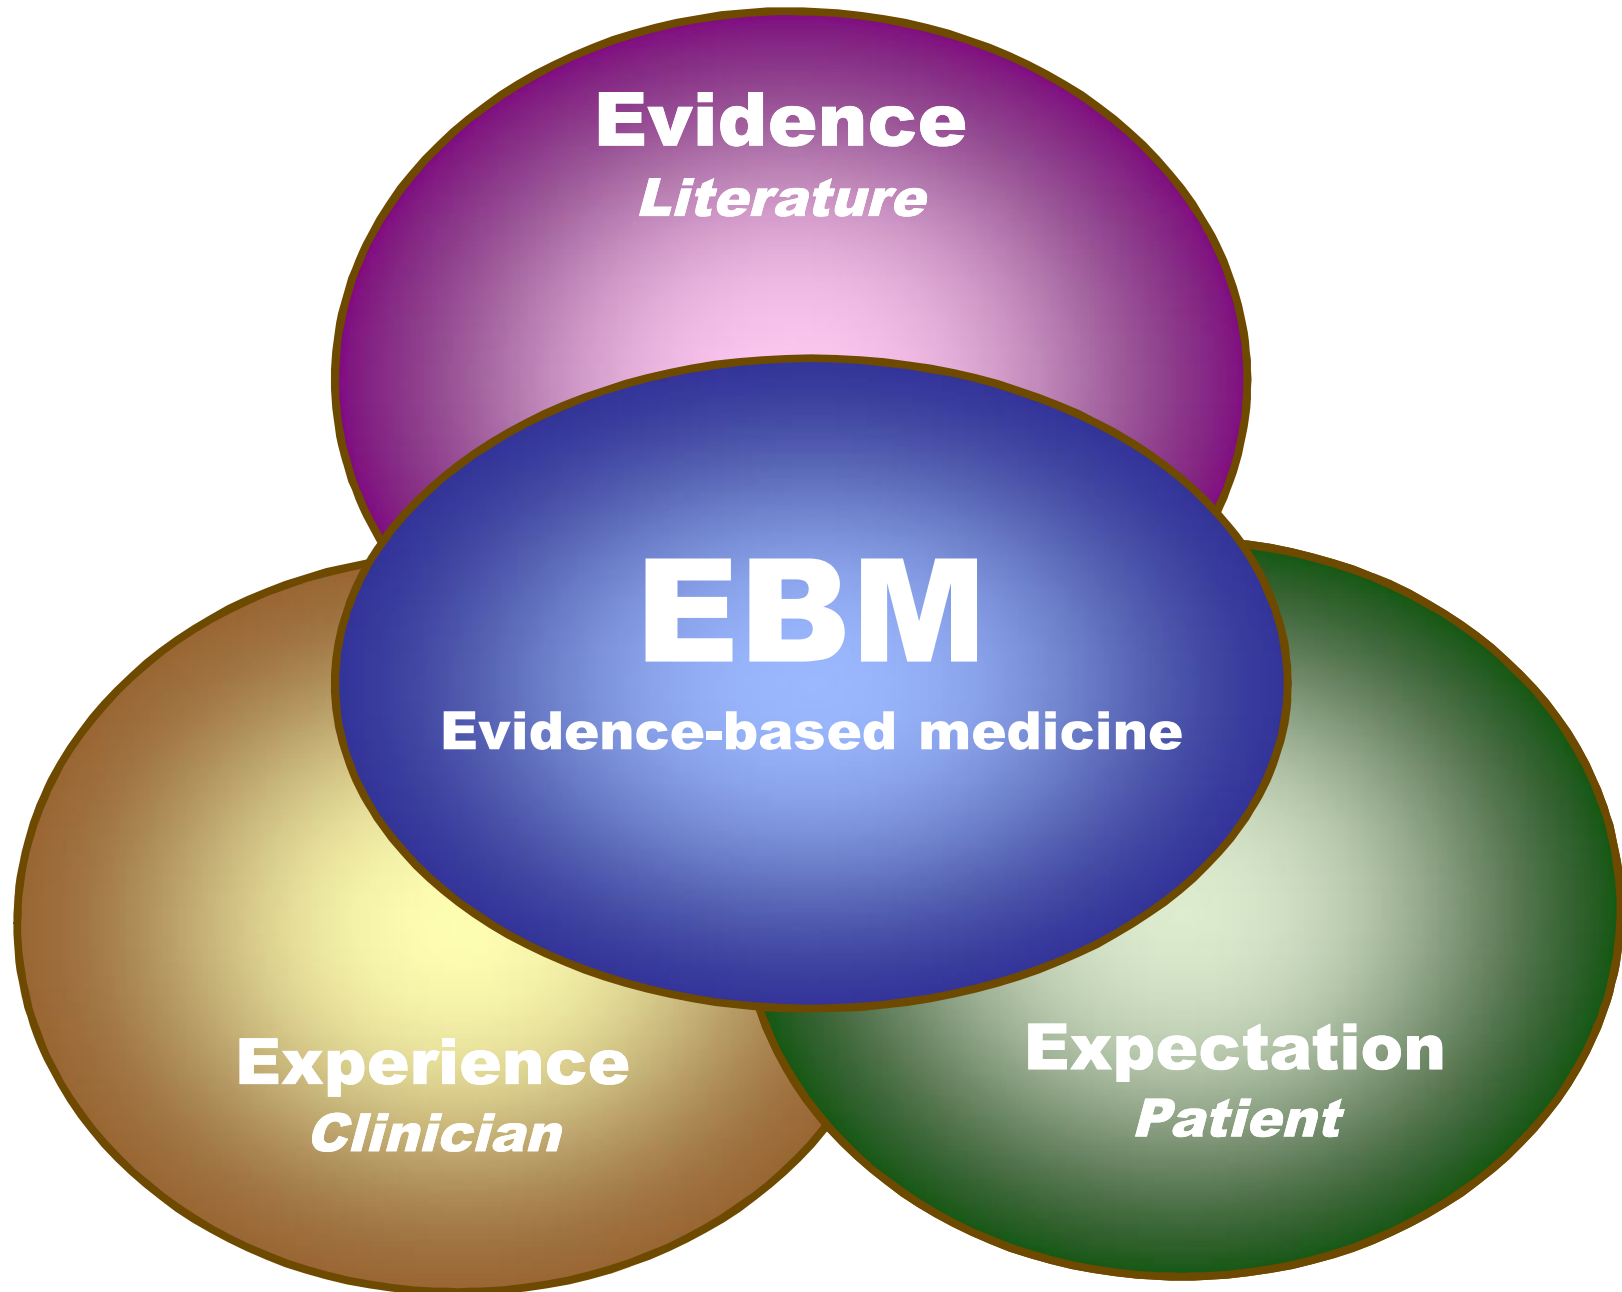 Evidence
Literature
EBM
Evidence-based medicine
Experience
Clinician
Expectation
Patient